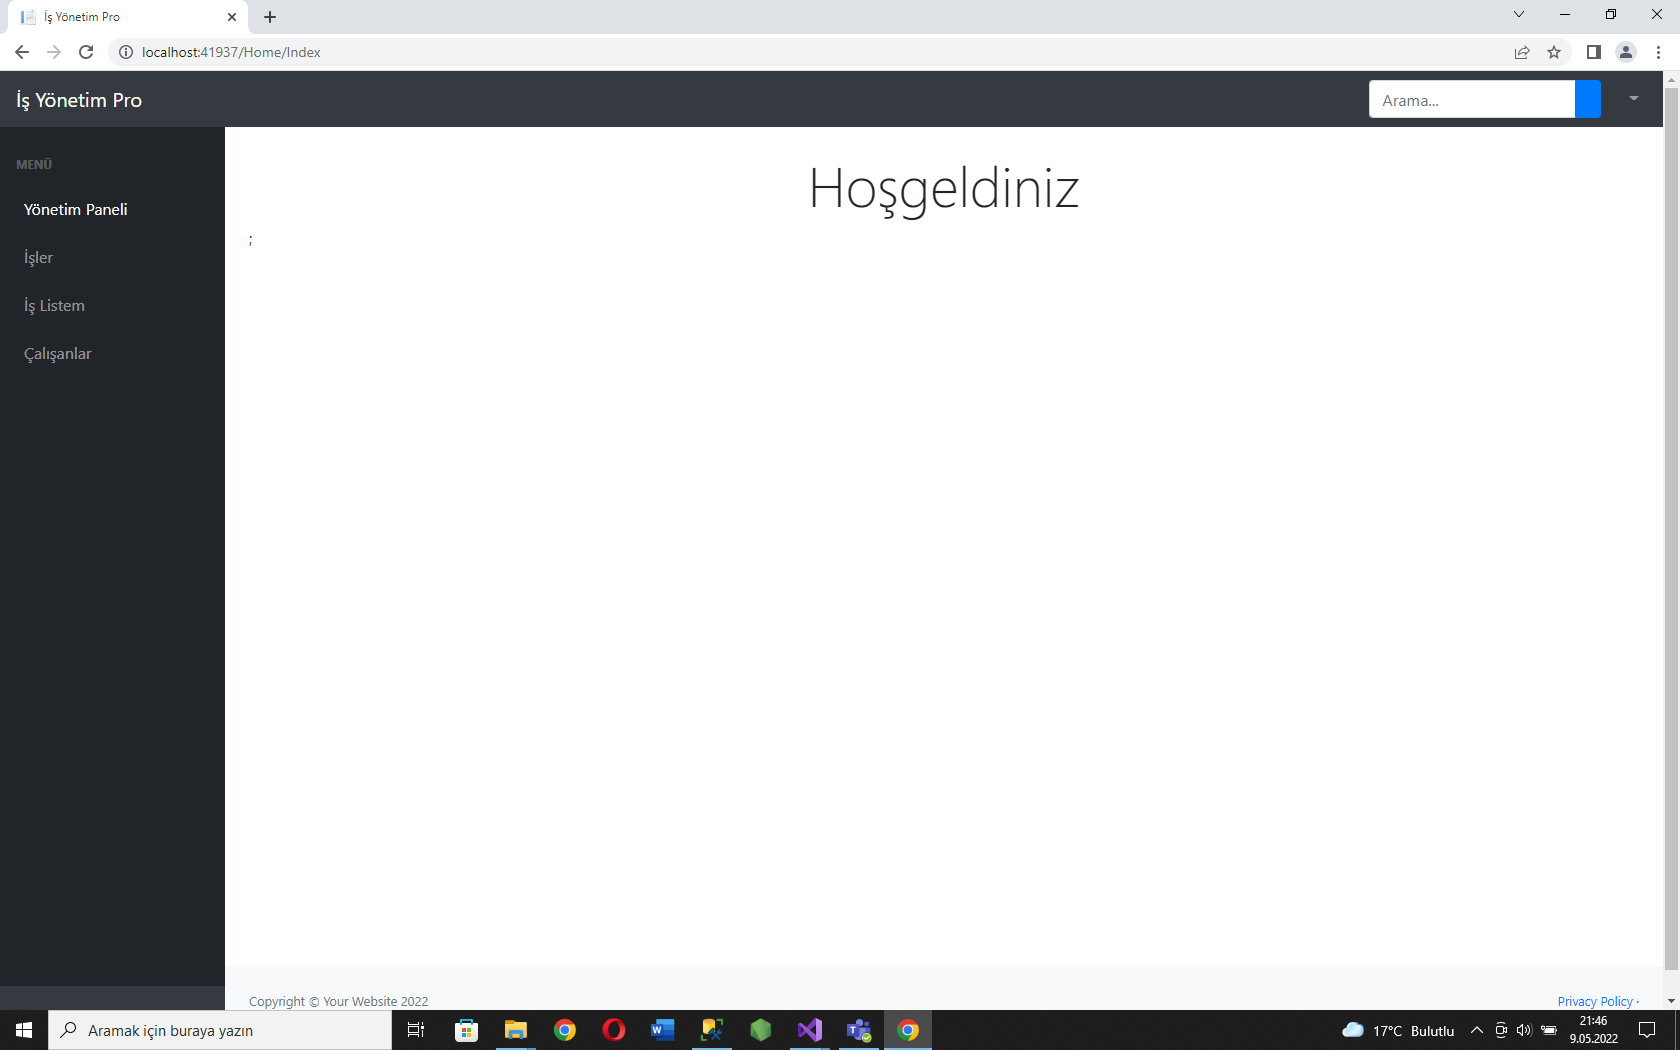 İş Yönetim Pro
localhost:41937/Home/Index
İş Yönetim Pro
Arama...
MENÜ
Yönetim Paneli
İşler
İş Listem
Çalışanlar
Hoşgeldiniz
;
Copyright © Your Website 2022
Privacy Policy ·
Aramak için buraya yazın
17°C Bulutlu
21:46
9.05.2022